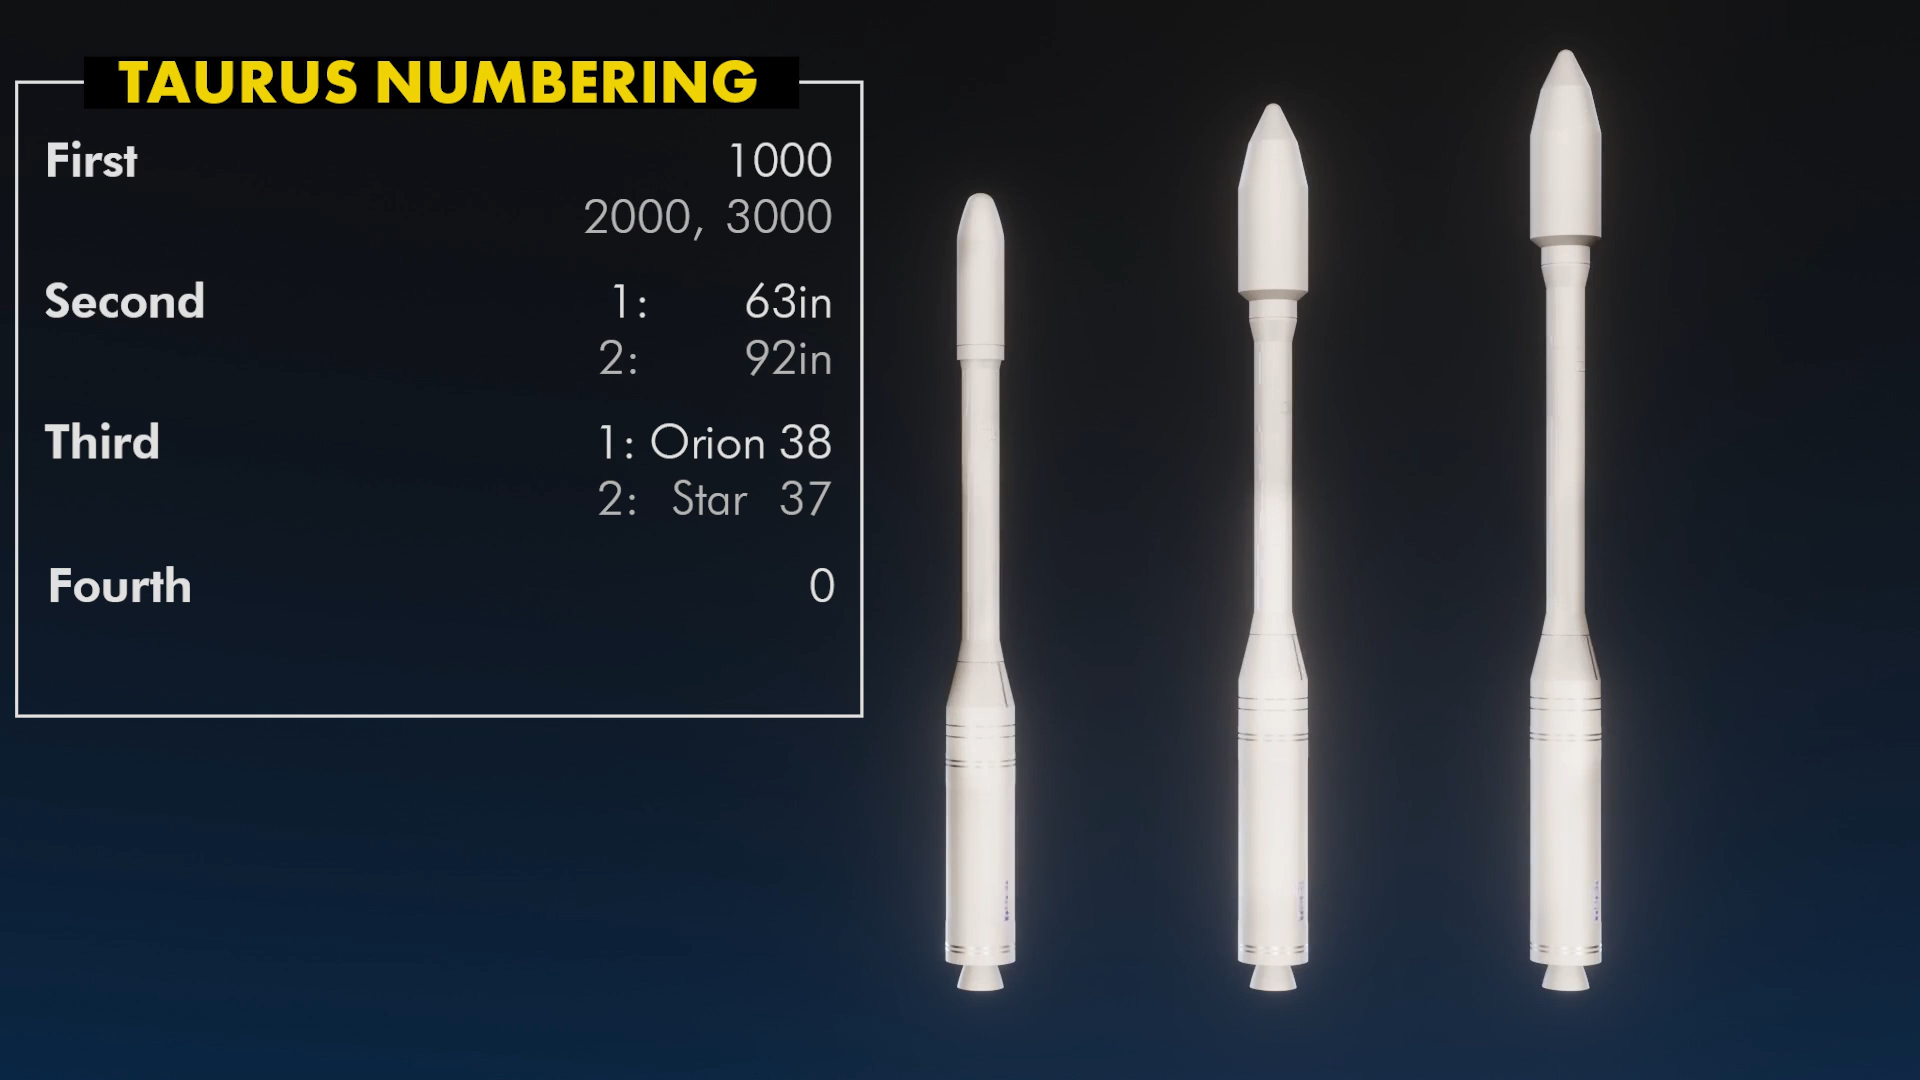 TAURUS NUMBERING
First 1000
2000, 3000
Second 1: 63in
2: 92in
Third 1: Orion 38
2: Star 37
Fourth 0